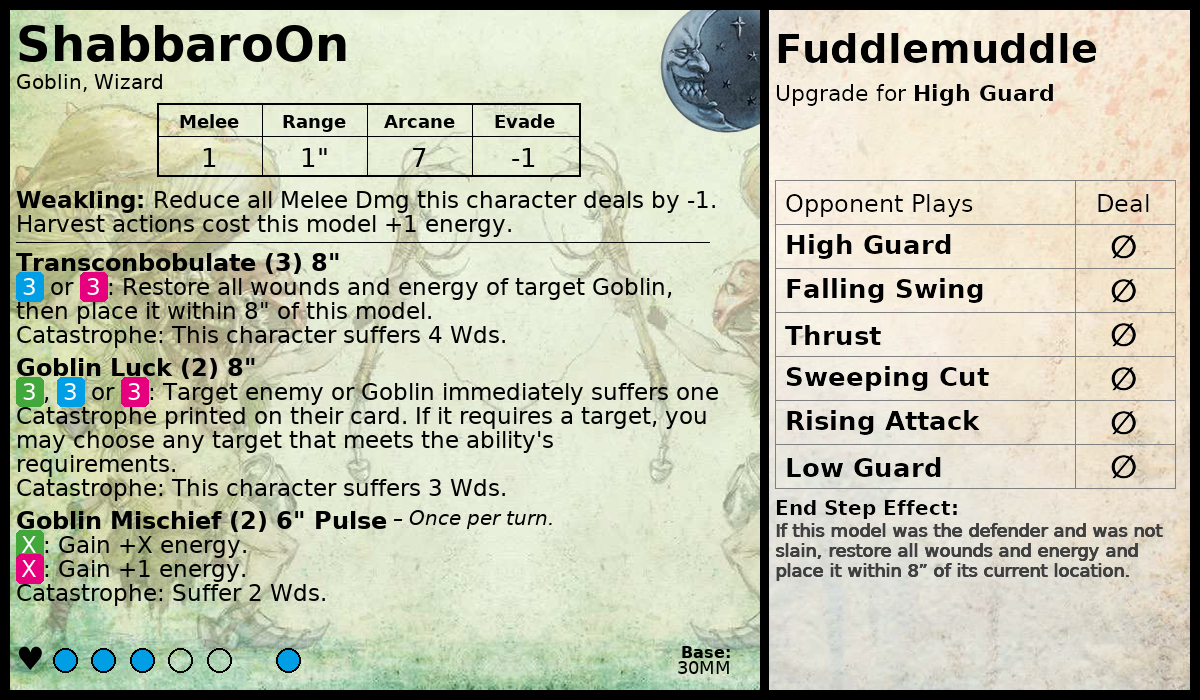 ShabbaroOn
Goblin, Wizard
Melee Range Arcane Evade
1 1" 7 -1
Weakling: Reduce all Melee Dmg this character deals by -1.
Harvest actions cost this model +1 energy.
Transconbobulate (3) 8"
3 or 3: Restore all wounds and energy of target Goblin,
then place it within 8" of this model.
Catastrophe: This character suffers 4 Wds.
Goblin Luck (2) 8"
3, 3 or 3: Target enemy or Goblin immediately suffers one
Catastrophe printed on their card. If it requires a target, you
may choose any target that meets the ability's
requirements.
Catastrophe: This character suffers 3 Wds.
Goblin Mischief (2) 6" Pulse – Once per turn.
X: Gain +X energy.
X: Gain +1 energy.
Catastrophe: Suffer 2 Wds.
Base:
30MM
Fuddlemuddle
Upgrade for High Guard
Opponent Plays Deal
High Guard ∅
Falling Swing ∅
Thrust ∅
Sweeping Cut ∅
Rising Attack ∅
Low Guard ∅
End Step Effect:
If this model was the defender and was not
slain, restore all wounds and energy and
place it within 8” of its current location.